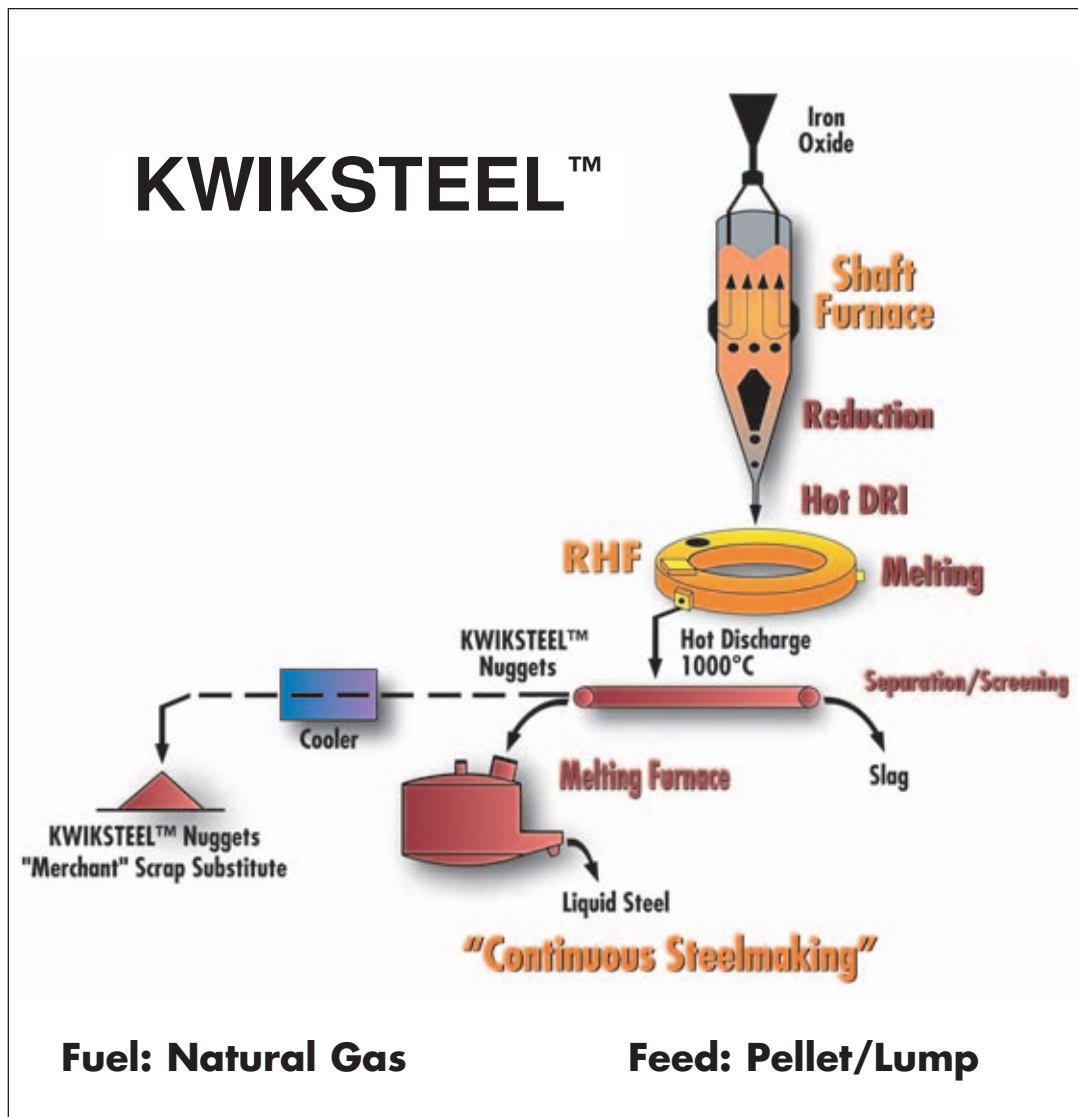 KWIKSTEEL™
Iron
Oxide
Shaft
Furnace
Reduction
Hot DRI
RHF
Melting
KWIKSTEEL™
Nuggets
Hot Discharge
1000°C
Separation/Screening
Cooler
Melting Furnace
Slag
KWIKSTEEL™ Nuggets
"Merchant" Scrap Substitute
Liquid Steel
"Continuous Steelmaking"
Fuel: Natural Gas
Feed: Pellet/Lump